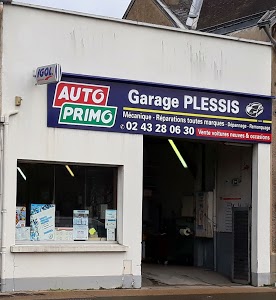 IGOL
AUTO
PRIMO
Garage PLESSIS
Mécanique - Réparations toutes marques - Dépannage - Remorquage
02 43 28 06 30
Vente voitures neuves & occasions